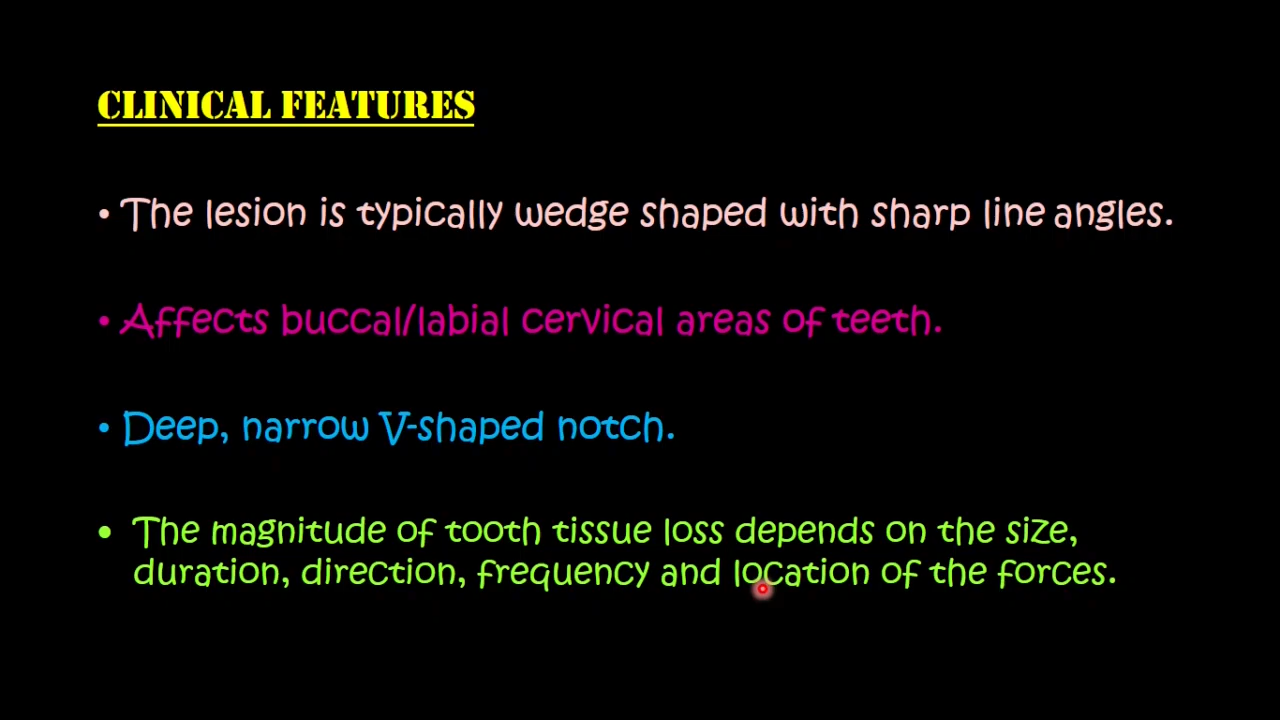 CLINICAL FEATURES
• The lesion is typically wedge shaped with sharp line angles.
• Affects buccal/labial cervical areas of teeth.
• Deep, narrow V-shaped notch.
• The magnitude of tooth tissue loss depends on the size,
duration, direction, frequency and location of the forces.